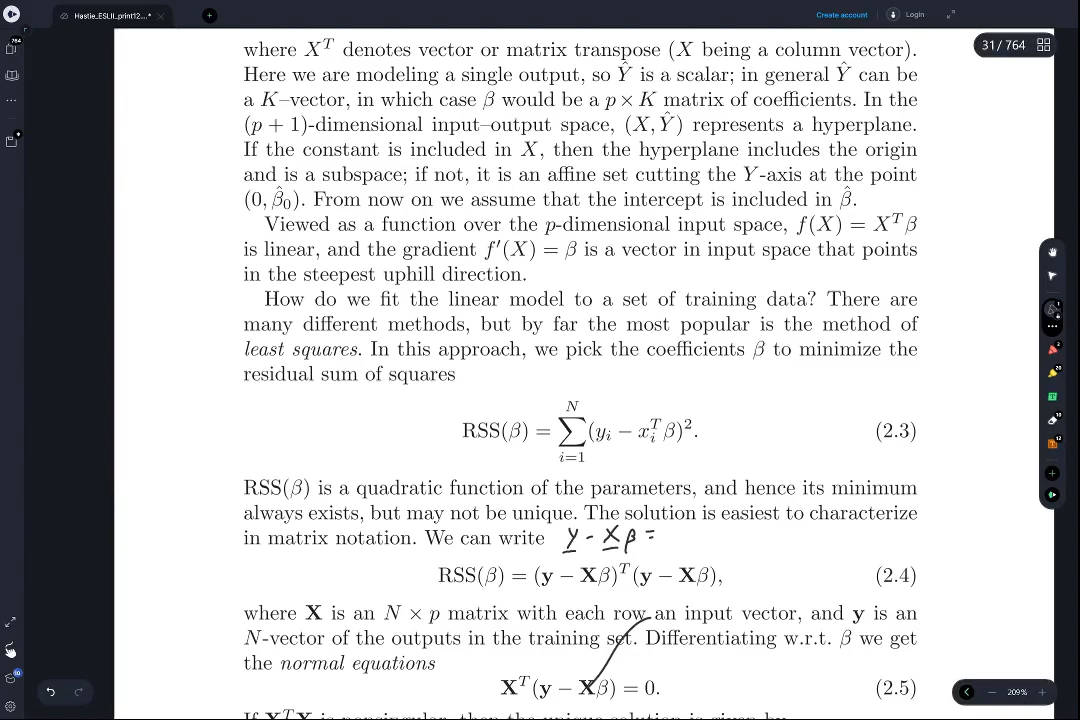 Hastie_ESLII_print12....*
Create account
Login
764
31 / 764
where X^T denotes vector or matrix transpose (X being a column vector).
Here we are modeling a single output, so Ŷ is a scalar; in general Ŷ can be
a K–vector, in which case β would be a p × K matrix of coefficients. In the
(p + 1)-dimensional input–output space, (X, Ŷ) represents a hyperplane.
If the constant is included in X, then the hyperplane includes the origin
and is a subspace; if not, it is an affine set cutting the Y-axis at the point
(0, β̂₀). From now on we assume that the intercept is included in β̂.
Viewed as a function over the p-dimensional input space, f(X) = X^T β
is linear, and the gradient f′(X) = β is a vector in input space that points
in the steepest uphill direction.
How do we fit the linear model to a set of training data? There are
many different methods, but by far the most popular is the method of
least squares. In this approach, we pick the coefficients β to minimize the
residual sum of squares
RSS(β) = ∑_{i=1}^{N} (y_i − x_i^T β)². (2.3)
RSS(β) is a quadratic function of the parameters, and hence its minimum
always exists, but may not be unique. The solution is easiest to characterize
in matrix notation. We can write y - Xβ =
RSS(β) = (y − Xβ)^T (y − Xβ), (2.4)
where X is an N × p matrix with each row an input vector, and y is an
N-vector of the outputs in the training set. Differentiating w.r.t. β we get
the normal equations
X^T (y − Xβ) = 0. (2.5)
If X^T X is nonsingular, then the unique solution is given by
209%